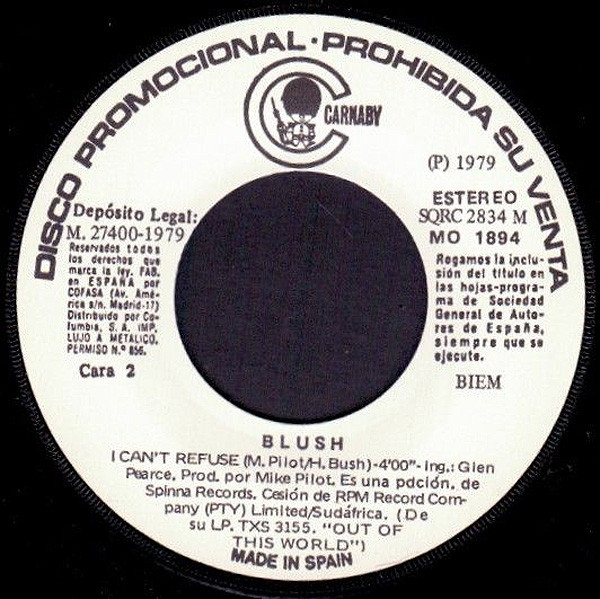 DISCO PROMOCIONAL · PROHIBIDA SU VENTA
CARNABY
(P) 1979
Depósito Legal:
M. 27400-1979
Reservados todos
los derechos que
marca la ley. FAB.
en ESPAÑA por
COFASA (Av. Amé-
rica s/n. Madrid-17)
Distribuido por Co-
lumbia, S. A. IMP.
LUJO A METALICO.
PERMISO N.º 856.
Cara 2
ESTEREO
SQRC 2834 M
MO 1894
Rogamos la inclu-
sión del título en
las hojas-progra-
ma de Sociedad
General de Auto-
res de España,
siempre que se
ejecute.
BIEM
BLUSH
I CAN'T REFUSE (M. Pilot/H. Bush)-4'00"- Ing.: Glen
Pearce. Prod. por Mike Pilot. Es una pdción. de
Spinna Records. Cesión de RPM Record Com-
pany (PTY) Limited/Sudáfrica. (De
su LP. TXS 3155. "OUT OF
THIS WORLD")
MADE IN SPAIN